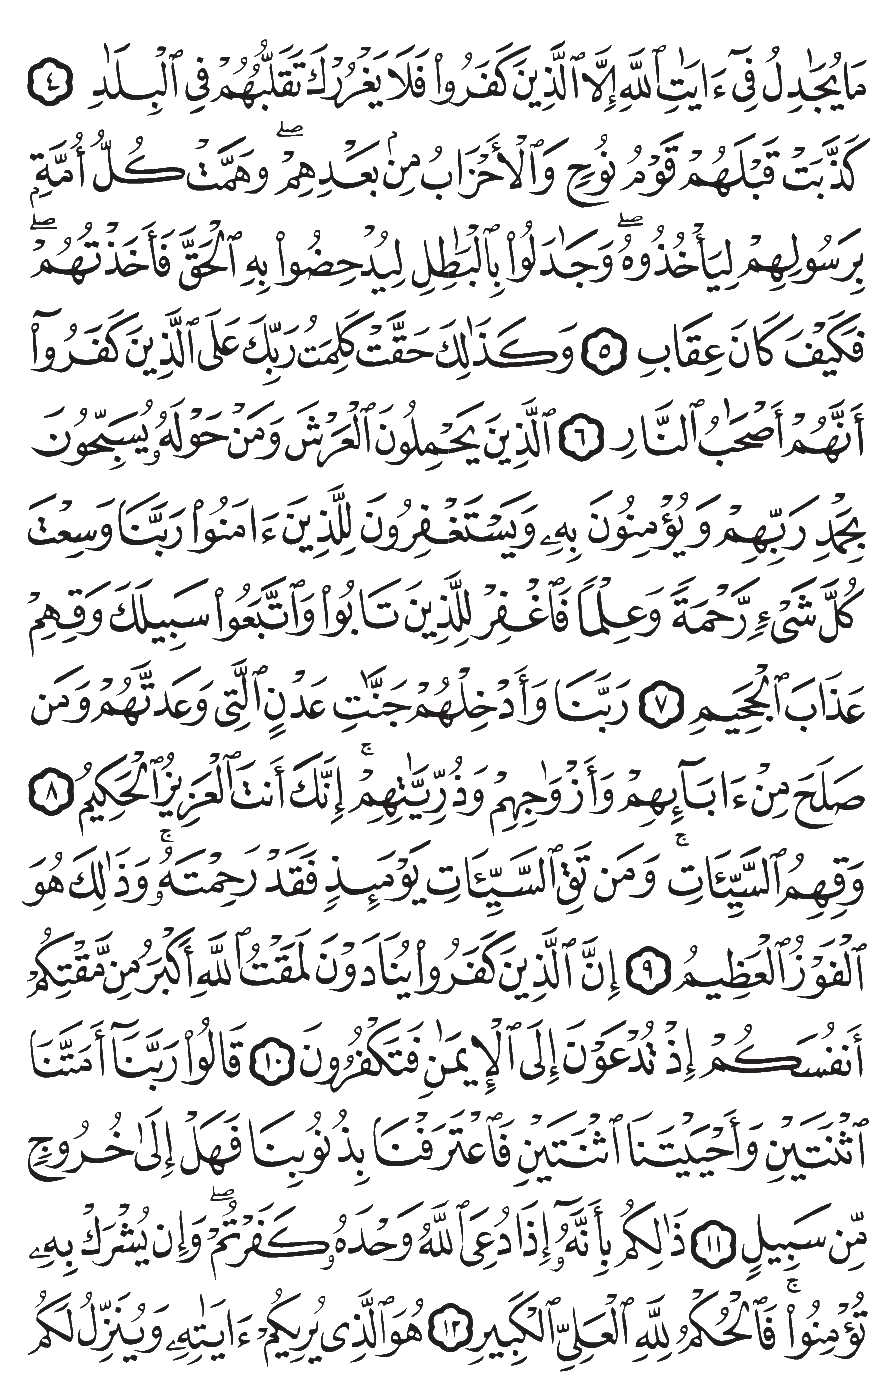 مَا يُجَٰدِلُ فِيٓ ءَايَٰتِ ٱللَّهِ إِلَّا ٱلَّذِينَ كَفَرُوا۟ فَلَا يَغْرُرْكَ تَقَلُّبُهُمْ فِي ٱلْبِلَٰدِ ٤
كَذَّبَتْ قَبْلَهُمْ قَوْمُ نُوحٍ وَٱلْأَحْزَابُ مِنۢ بَعْدِهِمْ ۖ وَهَمَّتْ كُلُّ أُمَّةٍۭ
بِرَسُولِهِمْ لِيَأْخُذُوهُ ۖ وَجَٰدَلُوا۟ بِٱلْبَٰطِلِ لِيُدْحِضُوا۟ بِهِ ٱلْحَقَّ فَأَخَذْتُهُمْ ۖ
فَكَيْفَ كَانَ عِقَابِ ٥ وَكَذَٰلِكَ حَقَّتْ كَلِمَتُ رَبِّكَ عَلَى ٱلَّذِينَ كَفَرُوٓا۟
أَنَّهُمْ أَصْحَٰبُ ٱلنَّارِ ٦ ٱلَّذِينَ يَحْمِلُونَ ٱلْعَرْشَ وَمَنْ حَوْلَهُۥ يُسَبِّحُونَ
بِحَمْدِ رَبِّهِمْ وَيُؤْمِنُونَ بِهِۦ وَيَسْتَغْفِرُونَ لِلَّذِينَ ءَامَنُوا۟ رَبَّنَا وَسِعْتَ
كُلَّ شَىْءٍ رَّحْمَةً وَعِلْمًا فَٱغْفِرْ لِلَّذِينَ تَابُوا۟ وَٱتَّبَعُوا۟ سَبِيلَكَ وَقِهِمْ
عَذَابَ ٱلْجَحِيمِ ٧ رَبَّنَا وَأَدْخِلْهُمْ جَنَّٰتِ عَدْنٍ ٱلَّتِى وَعَدتَّهُمْ وَمَن
صَلَحَ مِنْ ءَابَآئِهِمْ وَأَزْوَٰجِهِمْ وَذُرِّيَّٰتِهِمْ ۚ إِنَّكَ أَنتَ ٱلْعَزِيزُ ٱلْحَكِيمُ ٨
وَقِهِمُ ٱلسَّيِّـَٔاتِ ۚ وَمَن تَقِ ٱلسَّيِّـَٔاتِ يَوْمَئِذٍ فَقَدْ رَحِمْتَهُۥ ۚ وَذَٰلِكَ هُوَ
ٱلْفَوْزُ ٱلْعَظِيمُ ٩ إِنَّ ٱلَّذِينَ كَفَرُوا۟ يُنَادَوْنَ لَمَقْتُ ٱللَّهِ أَكْبَرُ مِن مَّقْتِكُمْ
أَنفُسَكُمْ إِذْ تُدْعَوْنَ إِلَى ٱلْإِيمَٰنِ فَتَكْفُرُونَ ١٠ قَالُوا۟ رَبَّنَآ أَمَتَّنَا
ٱثْنَتَيْنِ وَأَحْيَيْتَنَا ٱثْنَتَيْنِ فَٱعْتَرَفْنَا بِذُنُوبِنَا فَهَلْ إِلَىٰ خُرُوجٍ
مِّن سَبِيلٍ ١١ ذَٰلِكُم بِأَنَّهُۥٓ إِذَا دُعِىَ ٱللَّهُ وَحْدَهُۥ كَفَرْتُمْ ۖ وَإِن يُشْرَكْ بِهِۦ
تُؤْمِنُوا۟ ۚ فَٱلْحُكْمُ لِلَّهِ ٱلْعَلِىِّ ٱلْكَبِيرِ ١٢ هُوَ ٱلَّذِى يُرِيكُمْ ءَايَٰتِهِۦ وَيُنَزِّلُ لَكُم